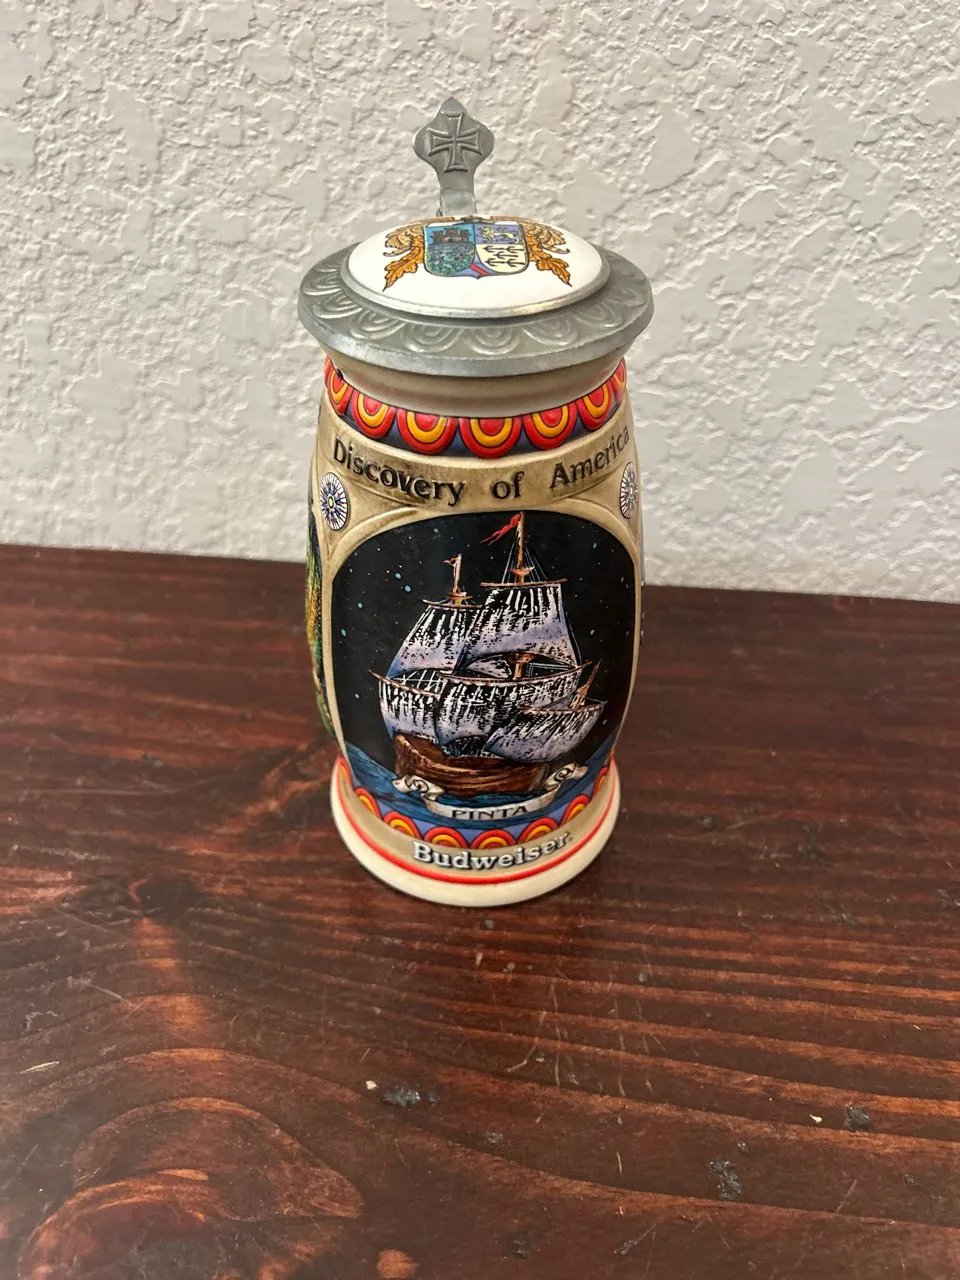 Discovery of America
PINTA
Budweiser.